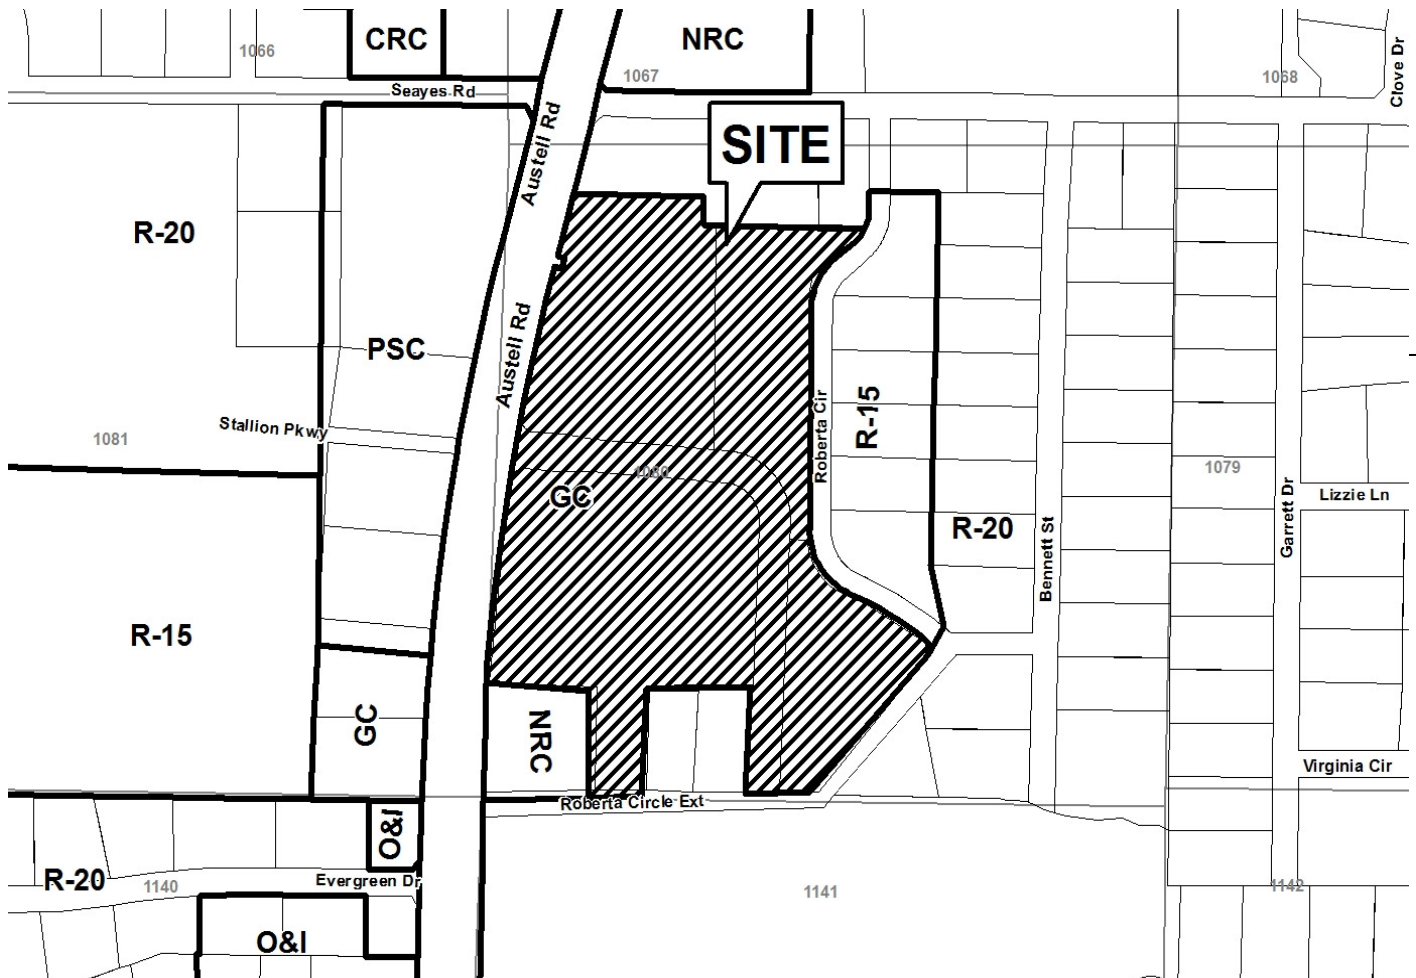 CRC
NRC
1066
1067
1068
Clove Dr
Seayes Rd
Austell Rd
SITE
R-20
PSC
Austell Rd
Stallion Pkwy
1081
R-15
Roberta Cir
1080
GC
1079
Lizzie Ln
R-20
Bennett St
Garrett Dr
R-15
GC
NRC
Virginia Cir
Roberta Circle Ext
O&I
R-20
1140
Evergreen Dr
1141
1142
O&I